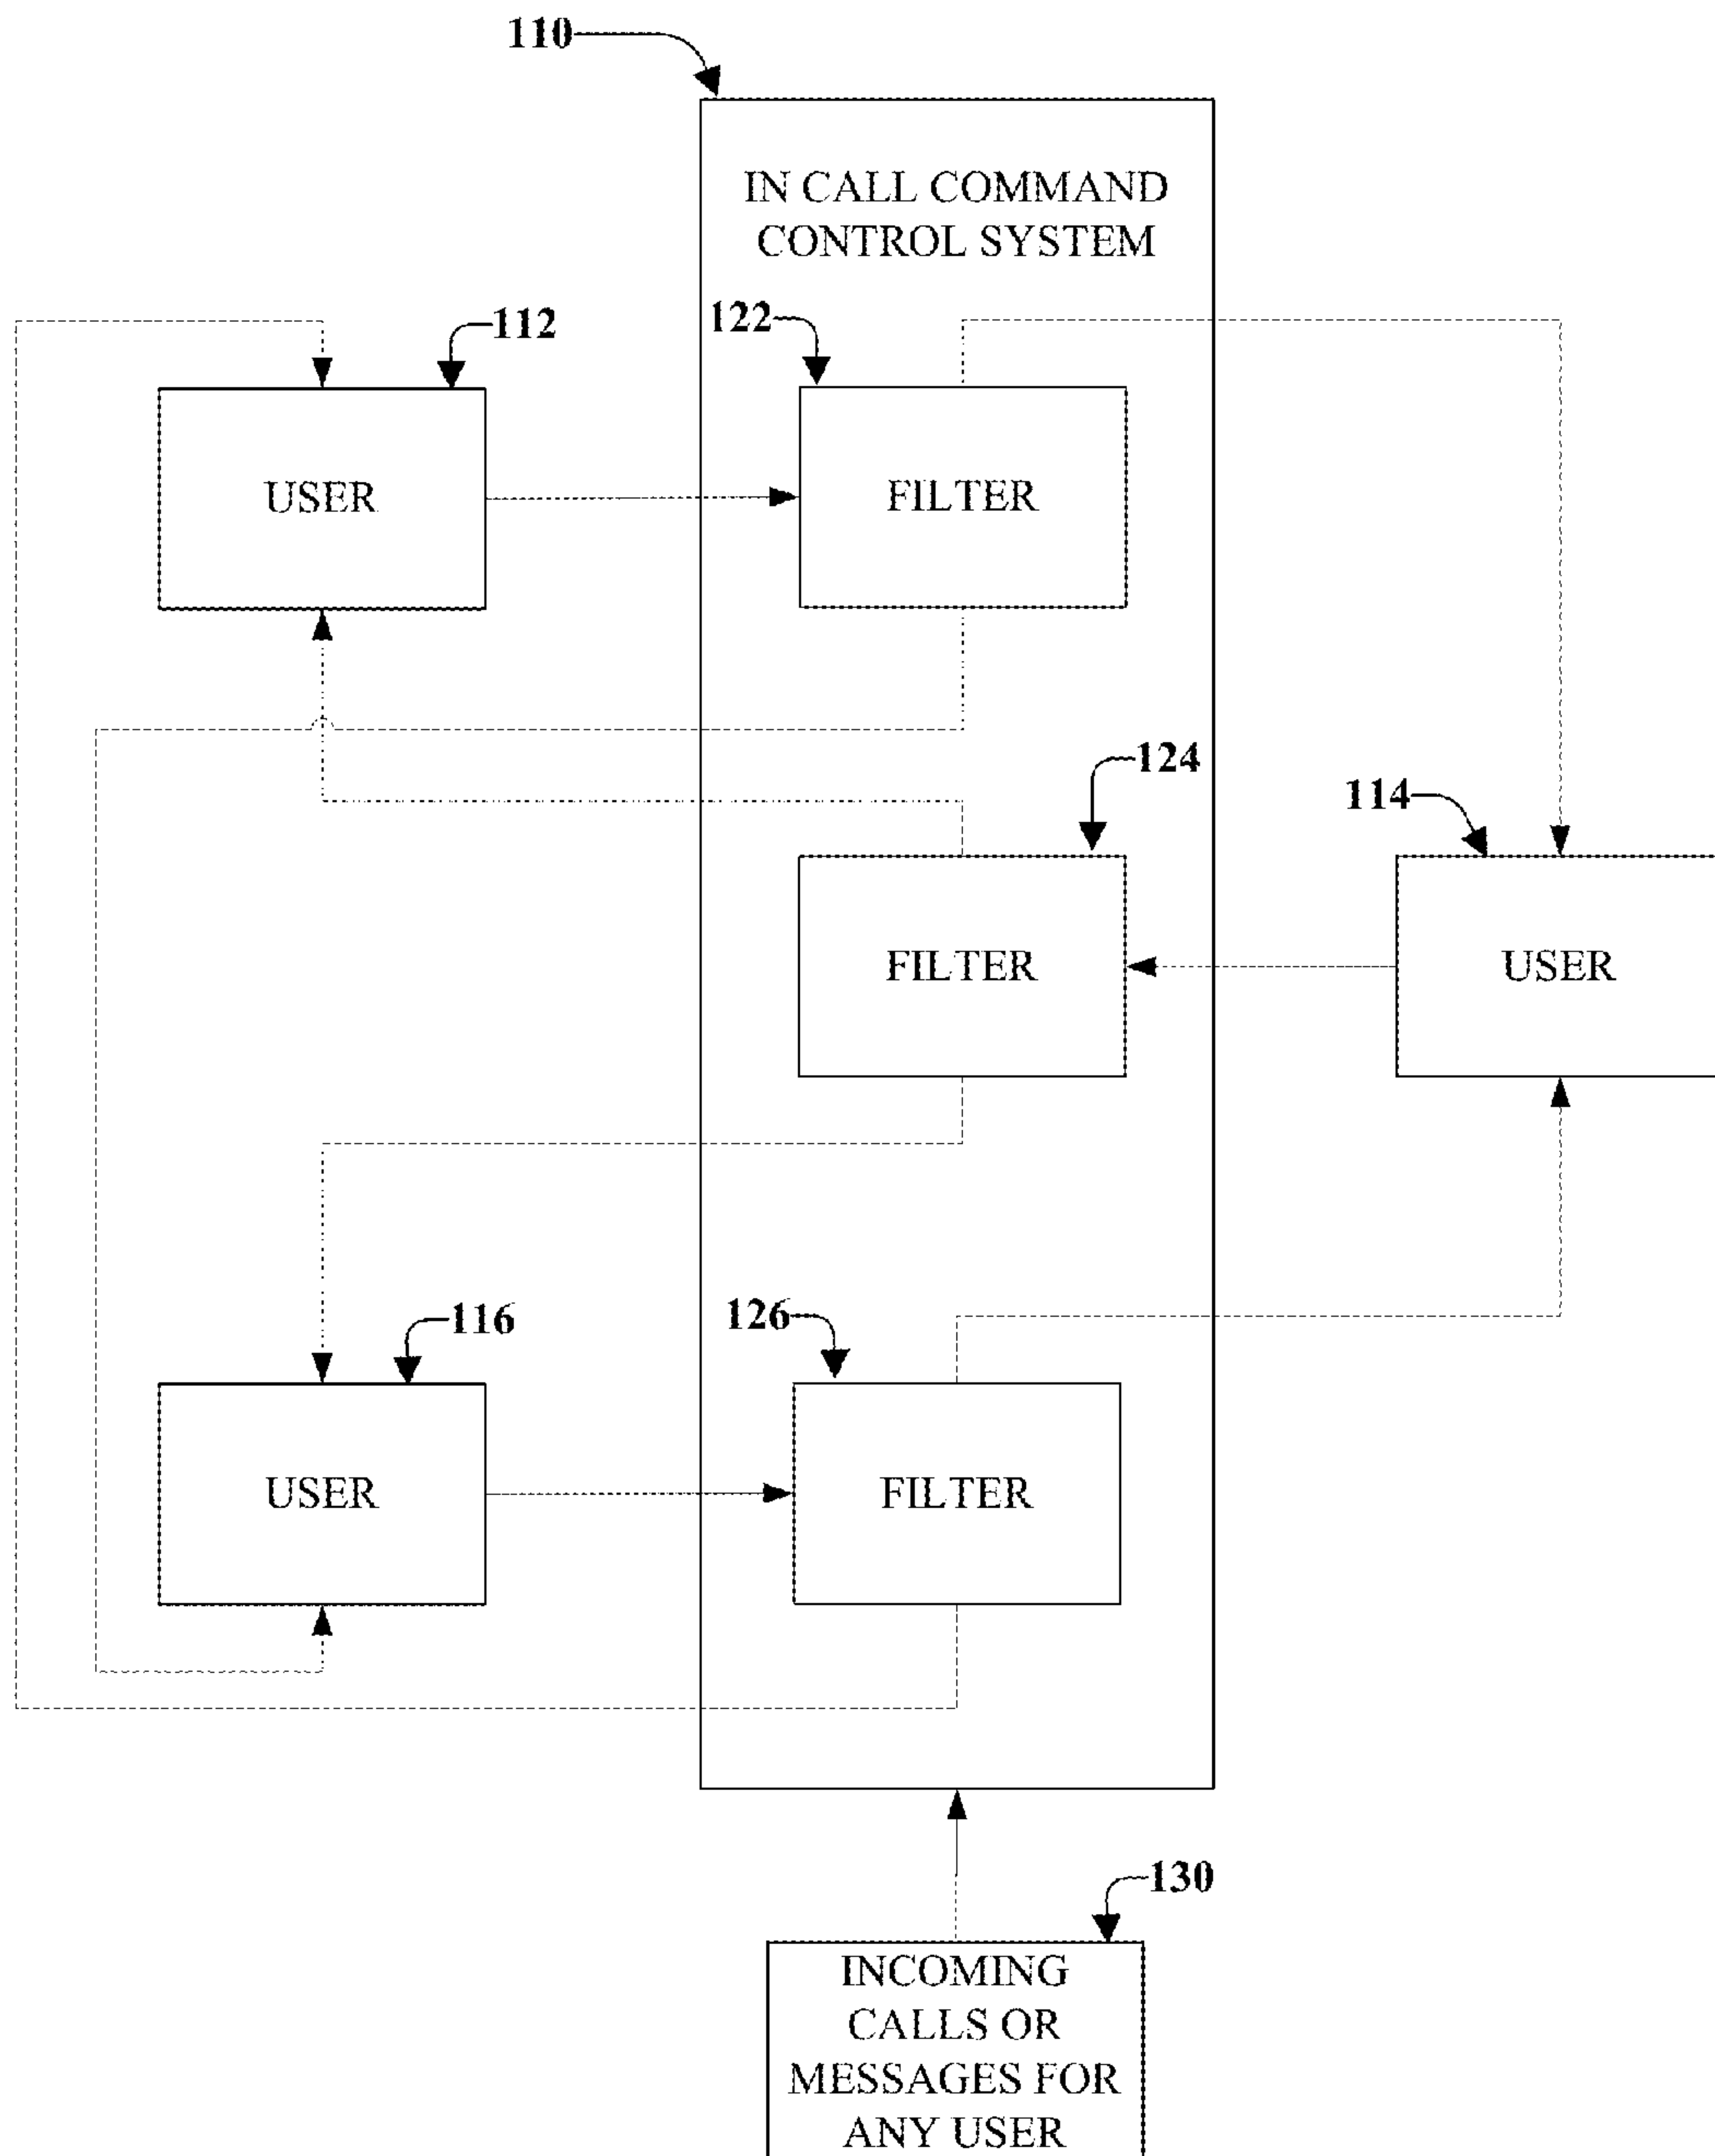 110
IN CALL COMMAND
CONTROL SYSTEM
112
122
USER
FILTER
124
114
FILTER
USER
116
126
USER
FILTER
130
INCOMING
CALLS OR
MESSAGES FOR
ANY USER